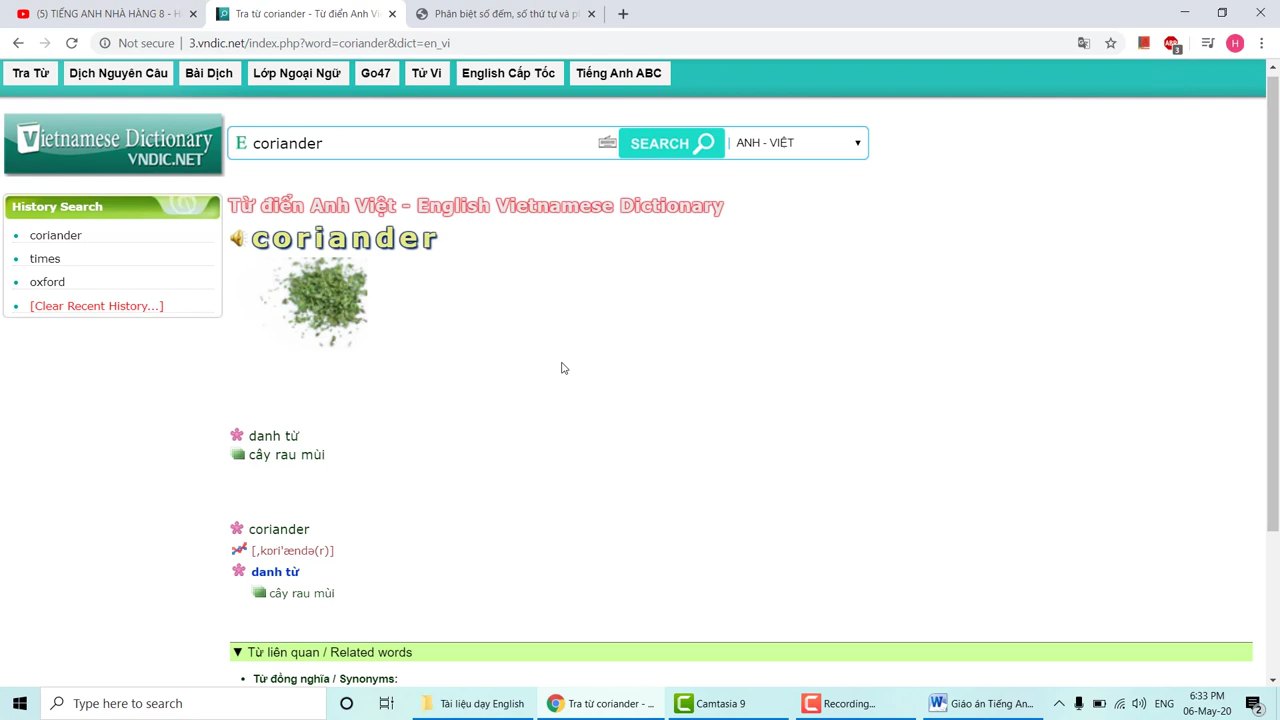 (5) TIẾNG ANH NHÀ HÀNG 8 - H
Tra từ coriander - Từ điển Anh Vi
Phân biệt số đếm, số thứ tự và p
Not secure | 3.vndic.net/index.php?word=coriander&dict=en_vi
ABP 3 H
Tra Từ Dịch Nguyên Câu Bài Dịch Lớp Ngoại Ngữ Go47 Tử Vi English Cấp Tốc Tiếng Anh ABC
Vietnamese Dictionary
VNDIC.NET
E coriander SEARCH | ANH - VIỆT
History Search
coriander
times
oxford
[Clear Recent History...]
Từ điển Anh Việt - English Vietnamese Dictionary
coriander
danh từ
cây rau mùi
coriander
[,kɒri'ændə(r)]
danh từ
cây rau mùi
▼ Từ liên quan / Related words
• Từ đồng nghĩa / Synonyms:
Type here to search
Tài liệu dạy English
Tra từ coriander - ...
Camtasia 9
Recording...
Giáo án Tiếng An...
ENG
6:33 PM
06-May-20
2